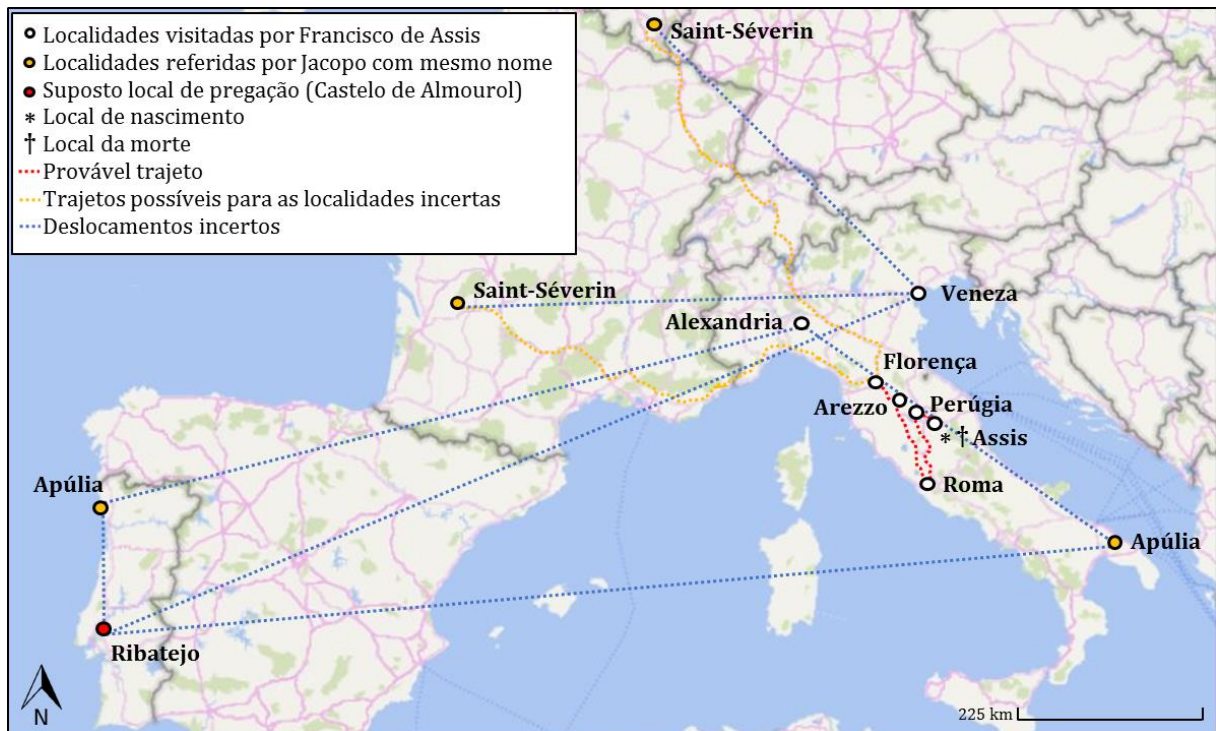 Localidades visitadas por Francisco de Assis
Localidades referidas por Jacopo com mesmo nome
Suposto local de pregação (Castelo de Almourol)
* Local de nascimento
† Local da morte
Provável trajeto
Trajetos possíveis para as localidades incertas
Deslocamentos incertos
Saint-Séverin
Saint-Séverin
Veneza
Alexandria
Florença
Arezzo
Perúgia
* † Assis
Roma
Apúlia
Apúlia
Ribatejo
N
225 km